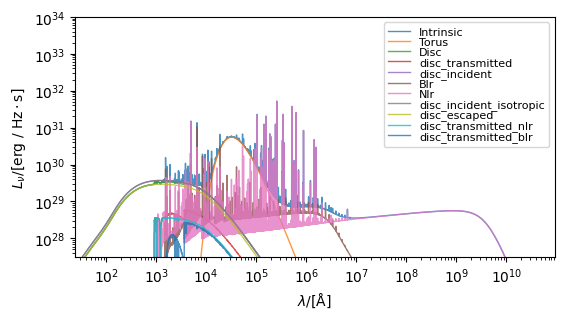 10^34
10^33
10^32
10^31
10^30
10^29
10^28
L_ν/[erg / Hz · s]
Intrinsic
Torus
Disc
disc_transmitted
disc_incident
Blr
Nlr
disc_incident_isotropic
disc_escaped
disc_transmitted_nlr
disc_transmitted_blr
10^2 10^3 10^4 10^5 10^6 10^7 10^8 10^9 10^10
λ/[Å]